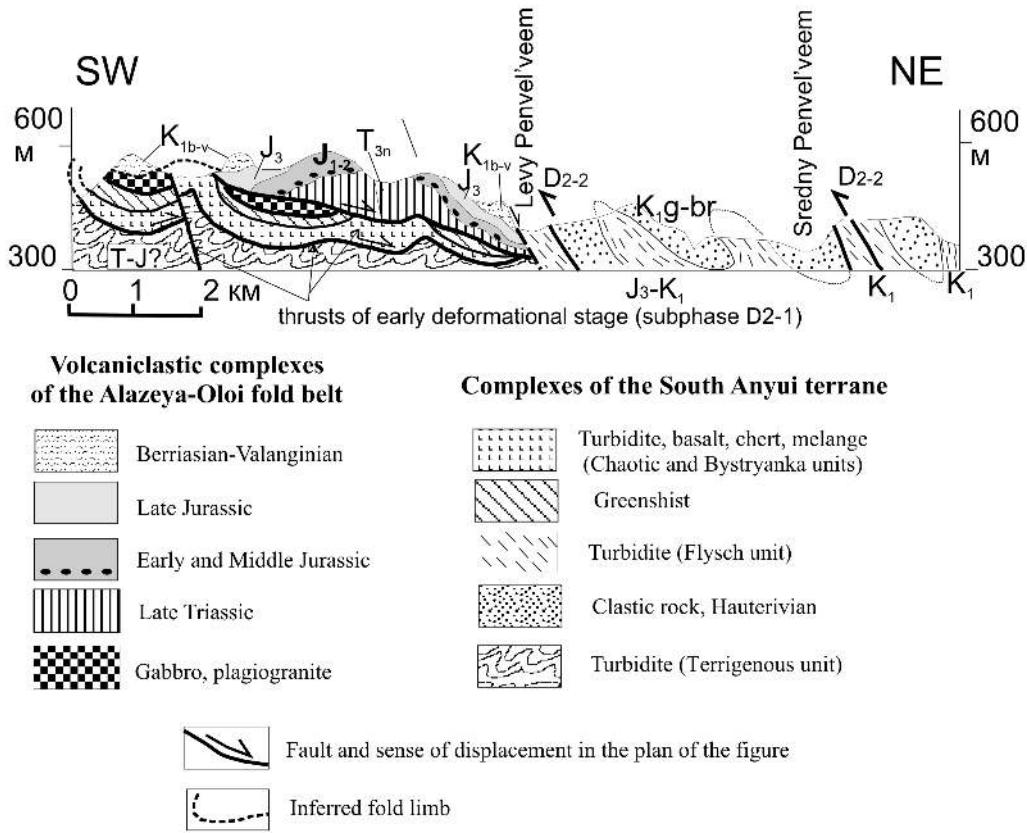 SW
NE
600
М
300
600
М
300
K1b-v
J3
J1-2
T3n
K1b-v
J3
Levy Penvel'veem
D2-2
K1g-br
Sredny Penvel'veem
D2-2
T-J?
0 1 2 КМ
J3-K1
K1
K1
thrusts of early deformational stage (subphase D2-1)
Volcaniclastic complexes
of the Alazeya-Oloi fold belt
Berriasian-Valanginian
Late Jurassic
Early and Middle Jurassic
Late Triassic
Gabbro, plagiogranite
Complexes of the South Anyui terrane
Turbidite, basalt, chert, melange
(Chaotic and Bystryanka units)
Greenshist
Turbidite (Flysch unit)
Clastic rock, Hauterivian
Turbidite (Terrigenous unit)
Fault and sense of displacement in the plan of the figure
Inferred fold limb